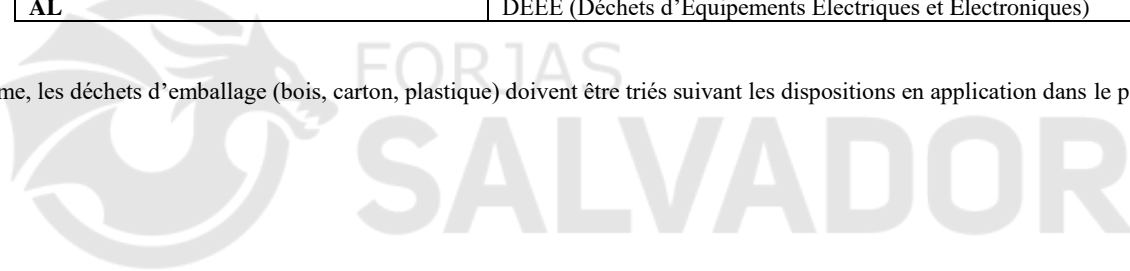 AL DEEE (Déchets d’Equipements Electriques et Electroniques)
FORJAS
me, les déchets d’emballage (bois, carton, plastique) doivent être triés suivant les dispositions en application dans le p
SALVADOR